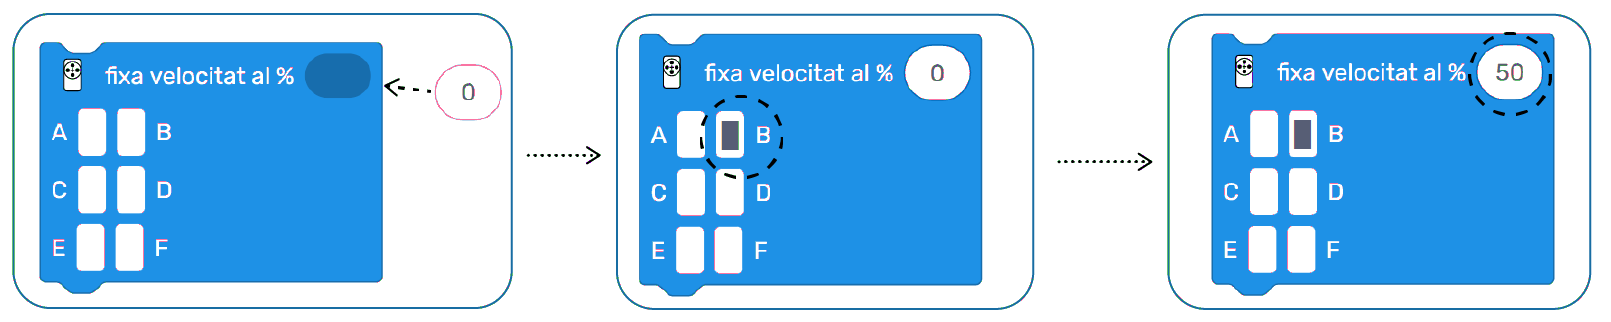 fixa velocitat al %
0
A B
C D
E F
fixa velocitat al % 0
A B
C D
E F
fixa velocitat al % 50
A B
C D
E F